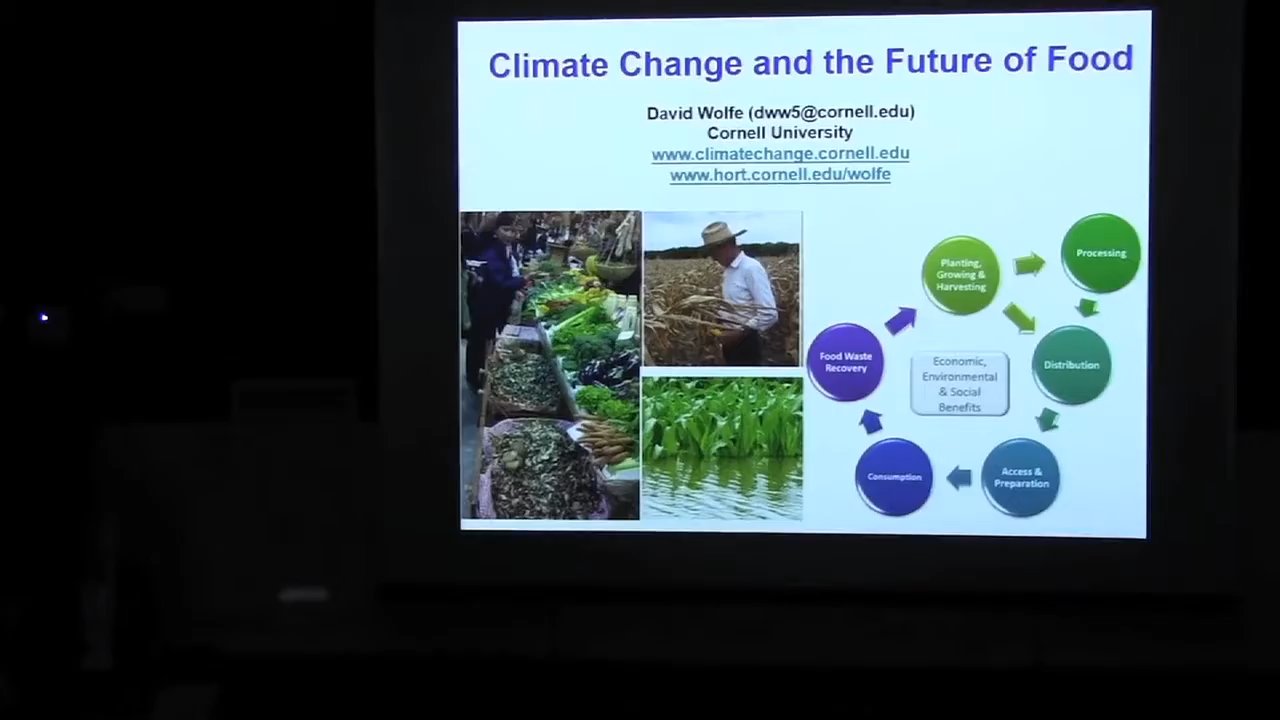 Climate Change and the Future of Food
David Wolfe (dww5@cornell.edu)
Cornell University
www.climatechange.cornell.edu
www.hort.cornell.edu/wolfe
Planting,
Growing &
Harvesting
Processing
Distribution
Access &
Preparation
Consumption
Food Waste
Recovery
Economic,
Environmental
& Social
Benefits